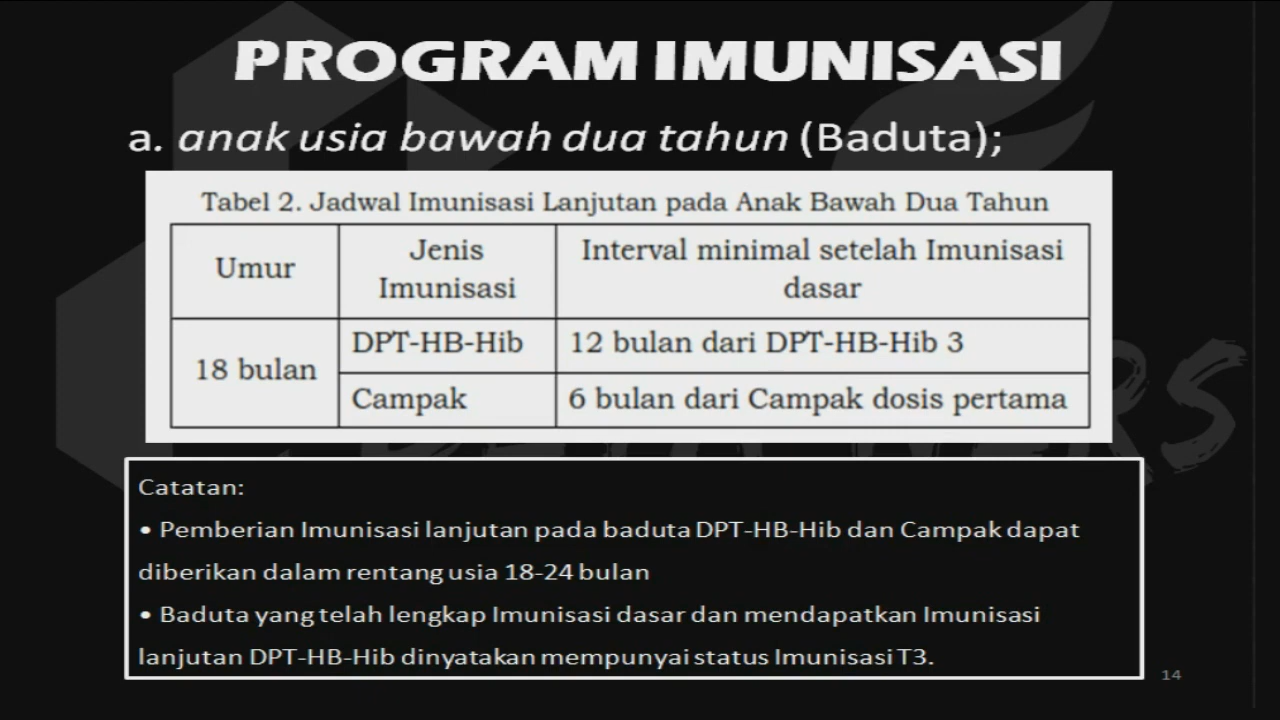 PROGRAM IMUNISASI
a. anak usia bawah dua tahun (Baduta);
Tabel 2. Jadwal Imunisasi Lanjutan pada Anak Bawah Dua Tahun
Umur
Jenis
Imunisasi
Interval minimal setelah Imunisasi
dasar
18 bulan
DPT-HB-Hib
12 bulan dari DPT-HB-Hib 3
Campak
6 bulan dari Campak dosis pertama
Catatan:
• Pemberian Imunisasi lanjutan pada baduta DPT-HB-Hib dan Campak dapat
diberikan dalam rentang usia 18-24 bulan
• Baduta yang telah lengkap Imunisasi dasar dan mendapatkan Imunisasi
lanjutan DPT-HB-Hib dinyatakan mempunyai status Imunisasi T3.
14